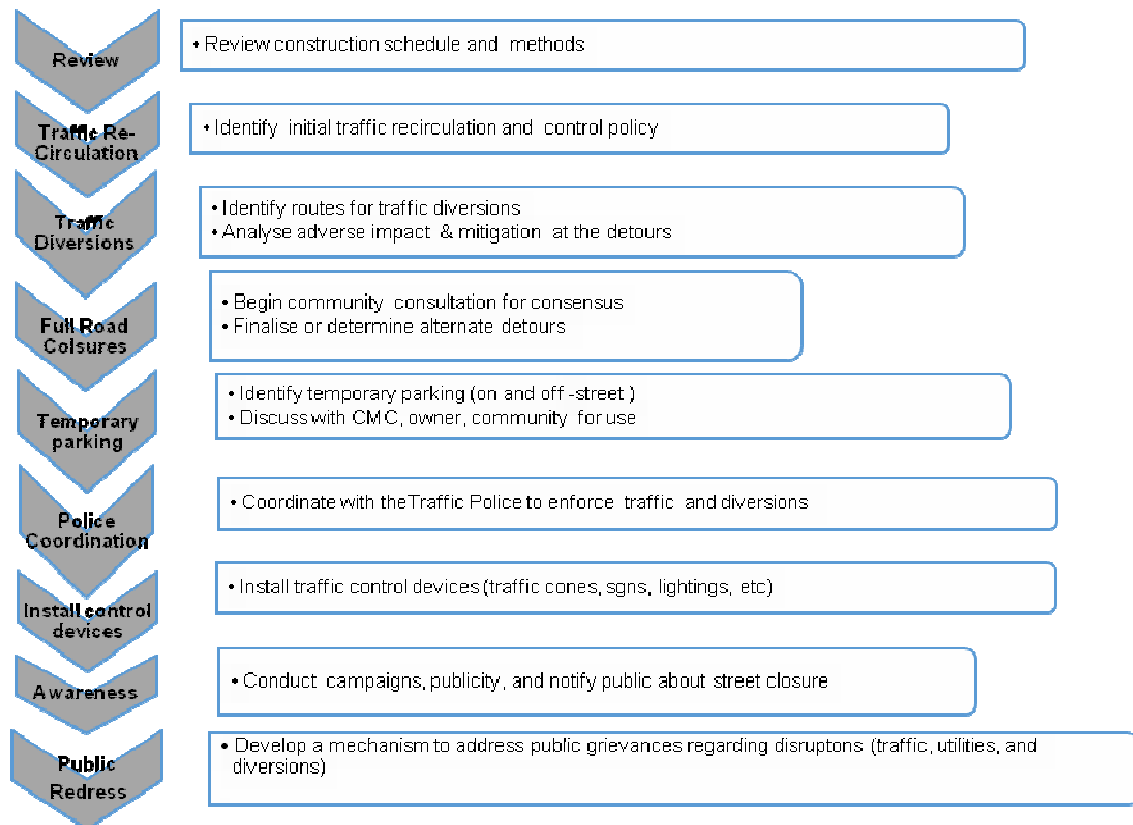 Review
• Review construction schedule and methods
Traffic Re-
Circulation
• Identify initial traffic recirculation and control policy
Traffic
Diversions
• Identify routes for traffic diversions
• Analyse adverse impact & mitigation at the detours
Full Road
Colsures
• Begin community consultation for consensus
• Finalise or determine alternate detours
Temporary
parking
• Identify temporary parking (on and off-street )
• Discuss with CMC, owner, community for use
Police
Coordination
• Coordinate with the Traffic Police to enforce traffic and diversions
Install control
devices
• Install traffic control devices (traffic cones, sgns, lightings, etc)
Awareness
• Conduct campaigns, publicity, and notify public about street closure
Public
Redress
• Develop a mechanism to address public grievances regarding disruptons (traffic, utilities, and
diversions)